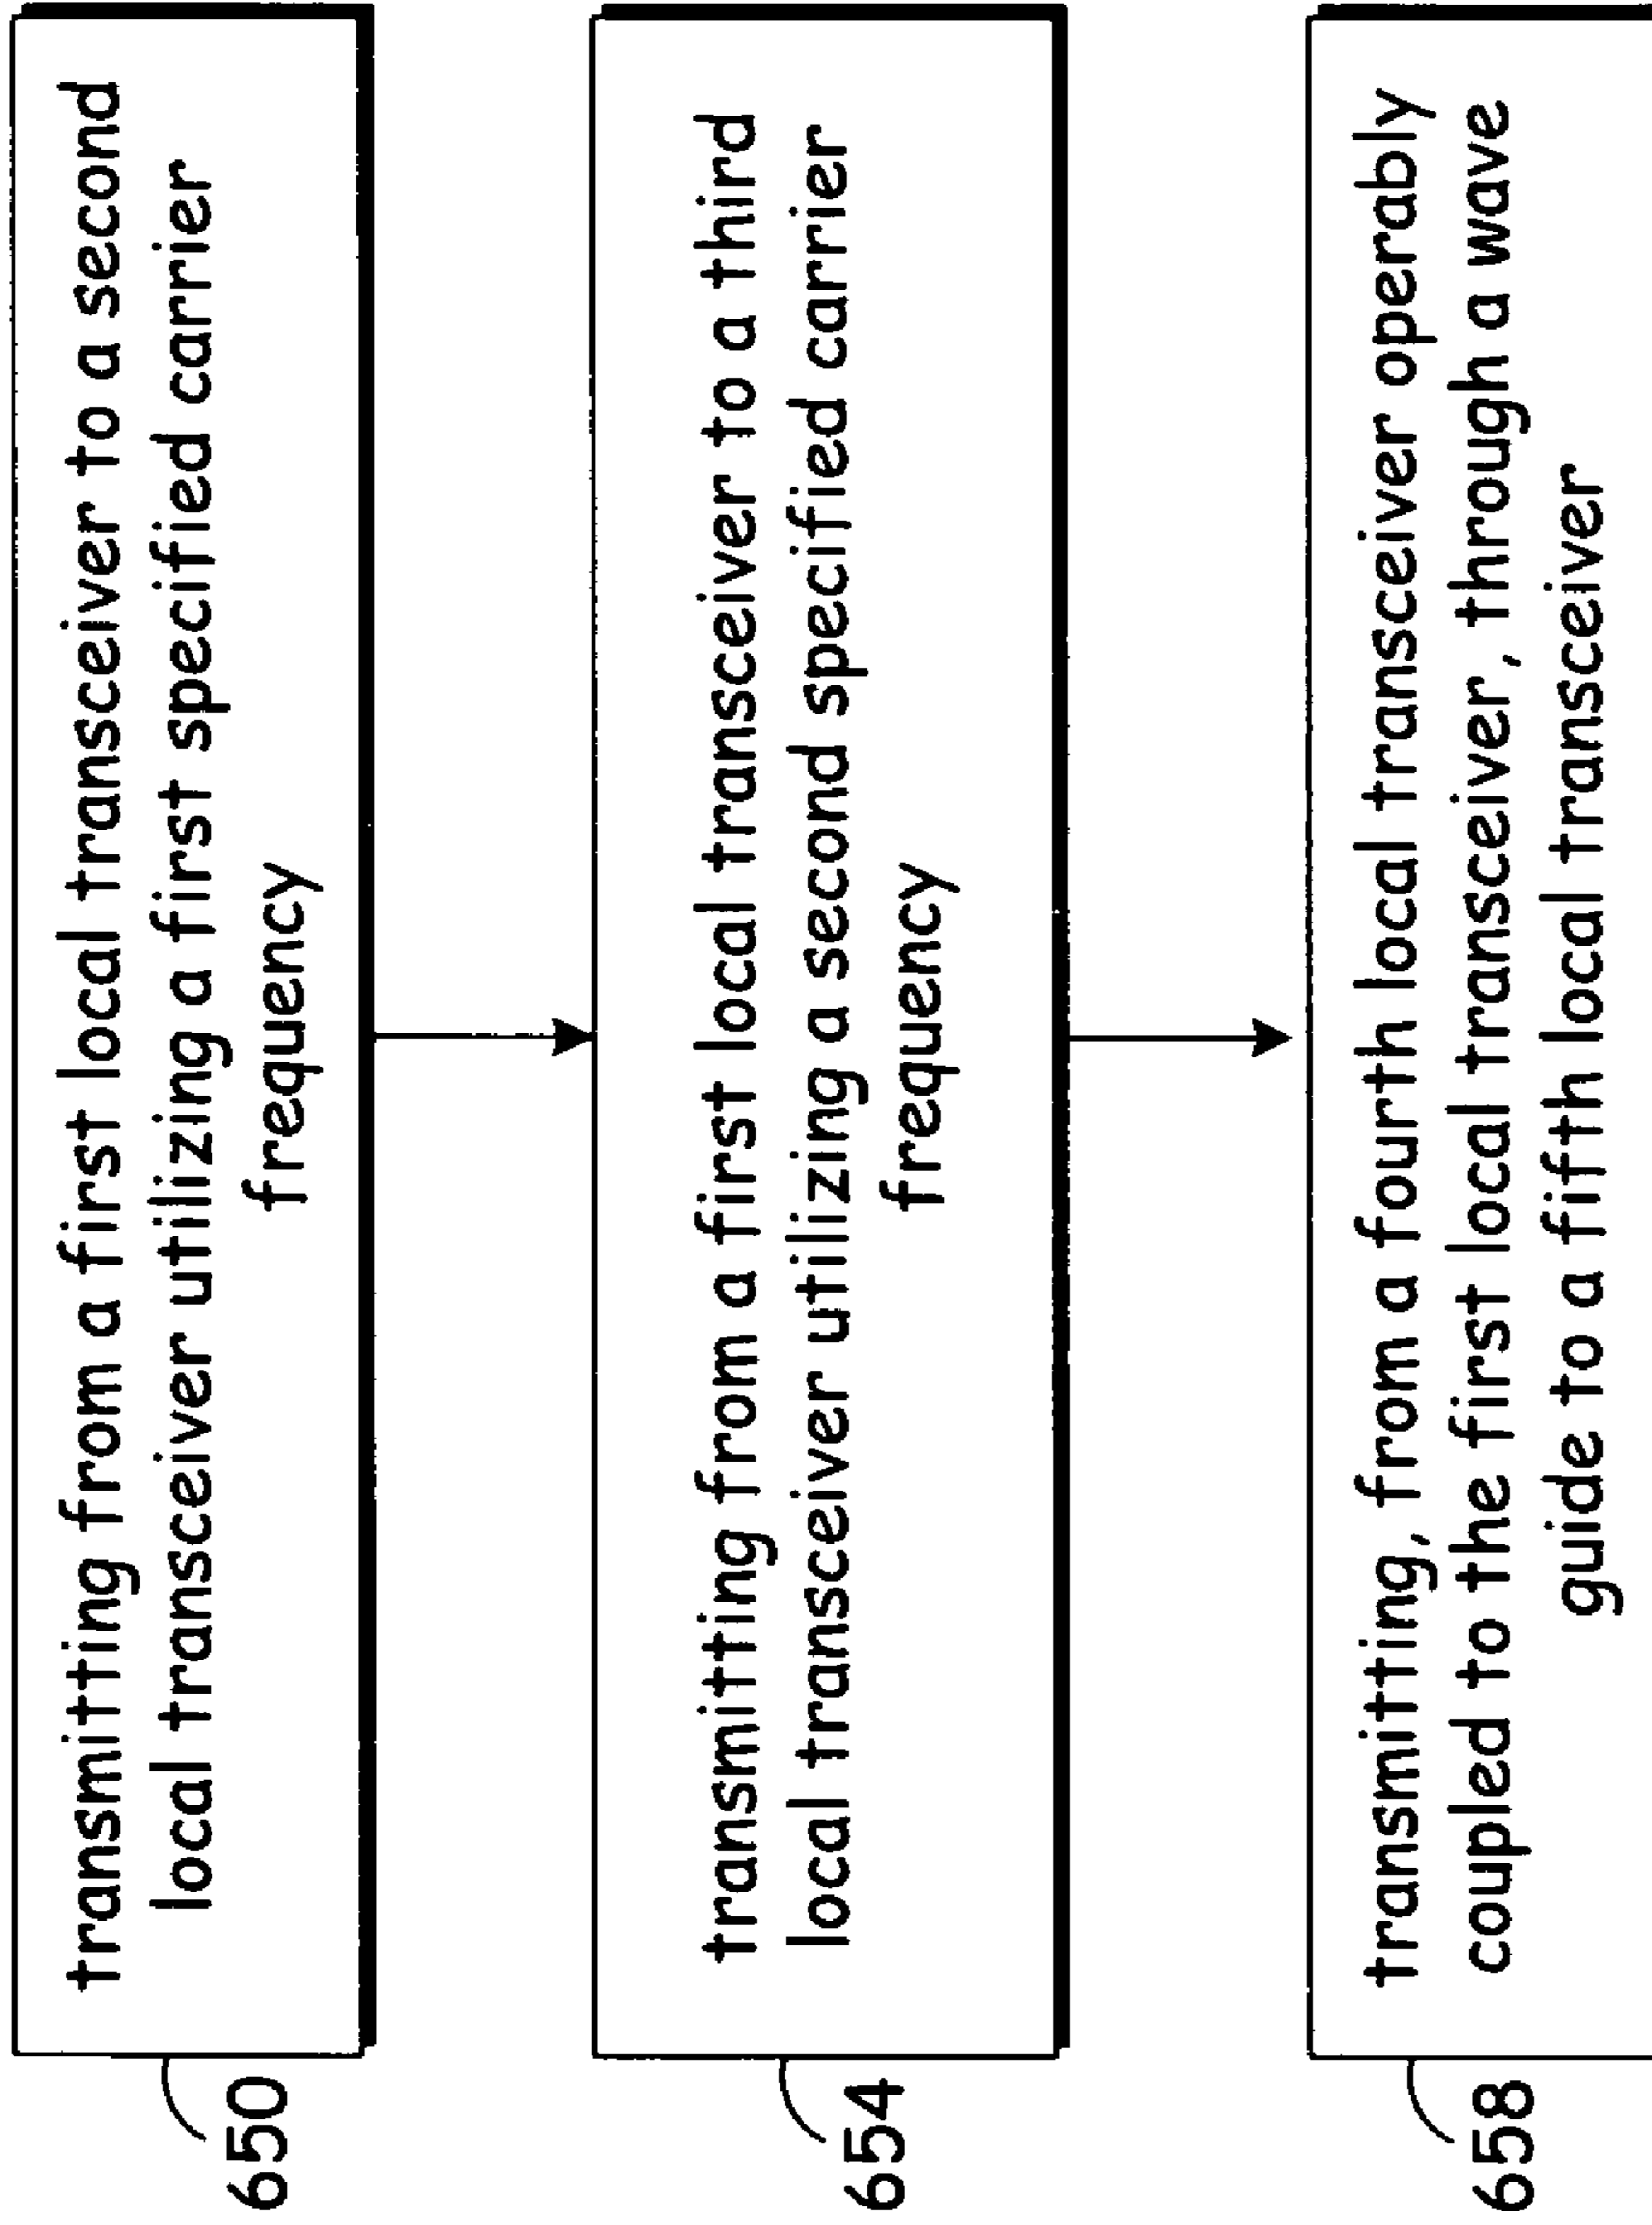 transmitting from a first local transceiver to a second
local transceiver utilizing a first specified carrier
frequency
650
transmitting from a first local transceiver to a third
local transceiver utilizing a second specified carrier
frequency
654
transmitting, from a fourth local transceiver operably
coupled to the first local transceiver, through a wave
guide to a fifth local transceiver
658